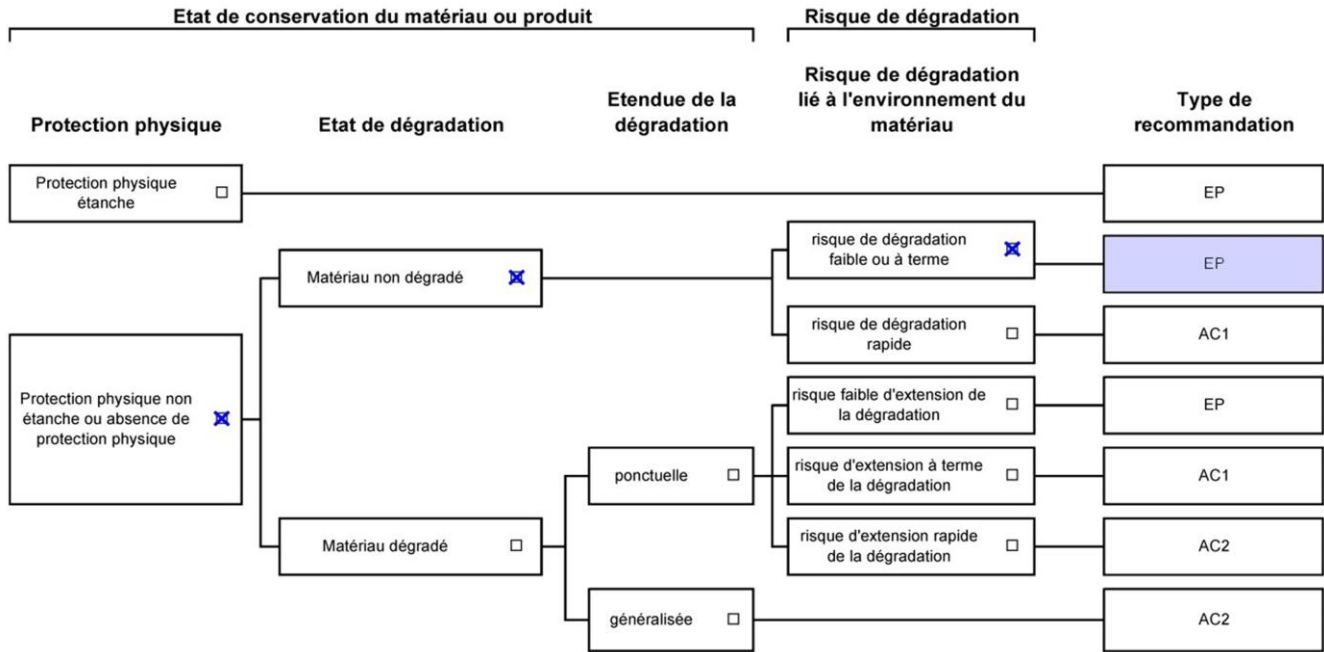 Etat de conservation du matériau ou produit
Risque de dégradation
Protection physique
Etat de dégradation
Etendue de la
dégradation
Risque de dégradation
lié à l'environnement du
matériau
Type de
recommandation
Protection physique
étanche
EP
Matériau non dégradé
risque de dégradation
faible ou à terme
EP
risque de dégradation
rapide
AC1
Protection physique non
étanche ou absence de
protection physique
risque faible d'extension de
la dégradation
EP
ponctuelle
risque d'extension à terme
de la dégradation
AC1
Matériau dégradé
risque d'extension rapide
de la dégradation
AC2
généralisée
AC2